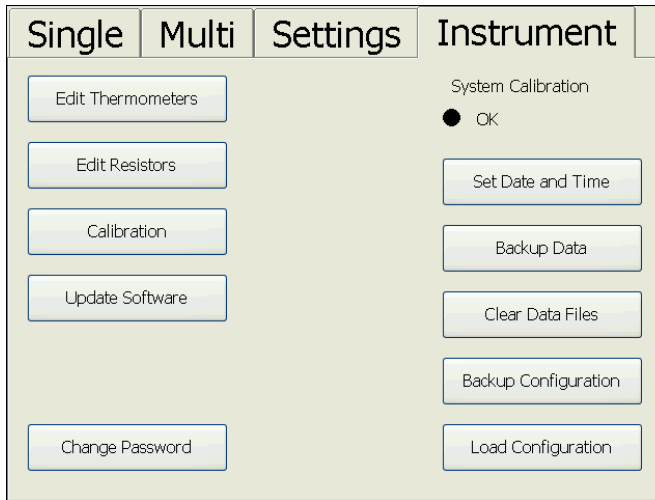 Single Multi Settings Instrument
Edit Thermometers
Edit Resistors
Calibration
Update Software
Change Password
System Calibration
OK
Set Date and Time
Backup Data
Clear Data Files
Backup Configuration
Load Configuration